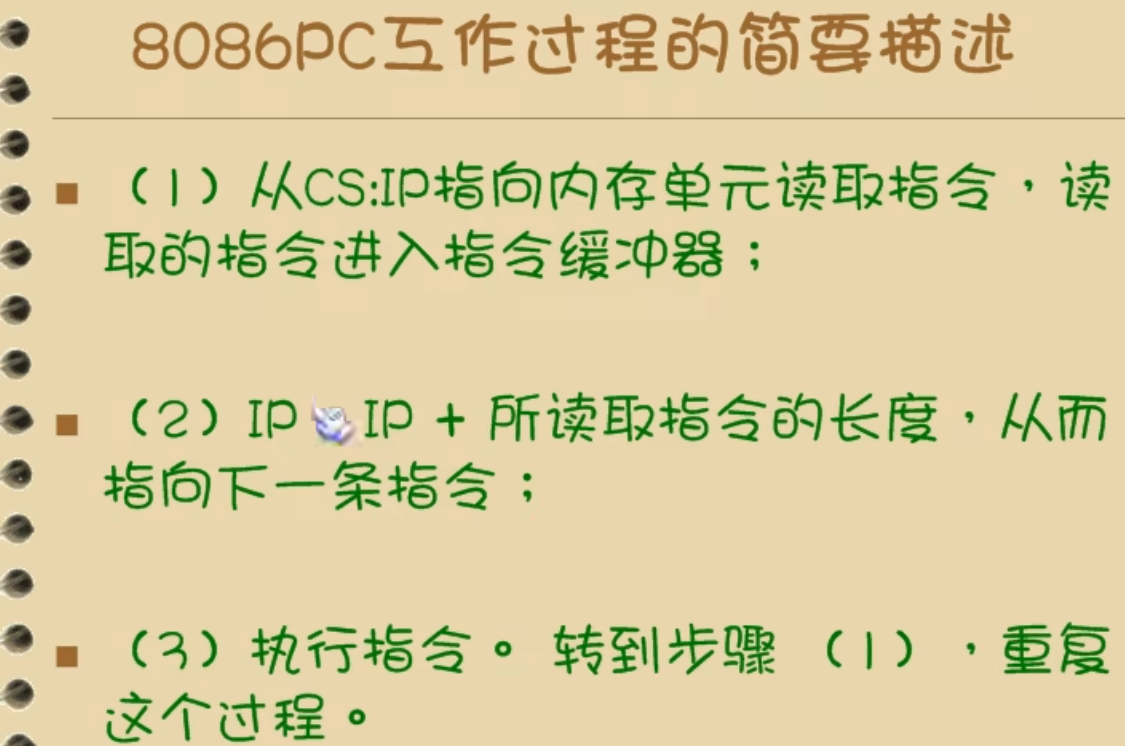 8086PC工作过程的简要描述
（1）从CS:IP指向内存单元读取指令，读
取的指令进入指令缓冲器；
（2）IP IP + 所读取指令的长度，从而
指向下一条指令；
（3）执行指令。 转到步骤 （1），重复
这个过程。